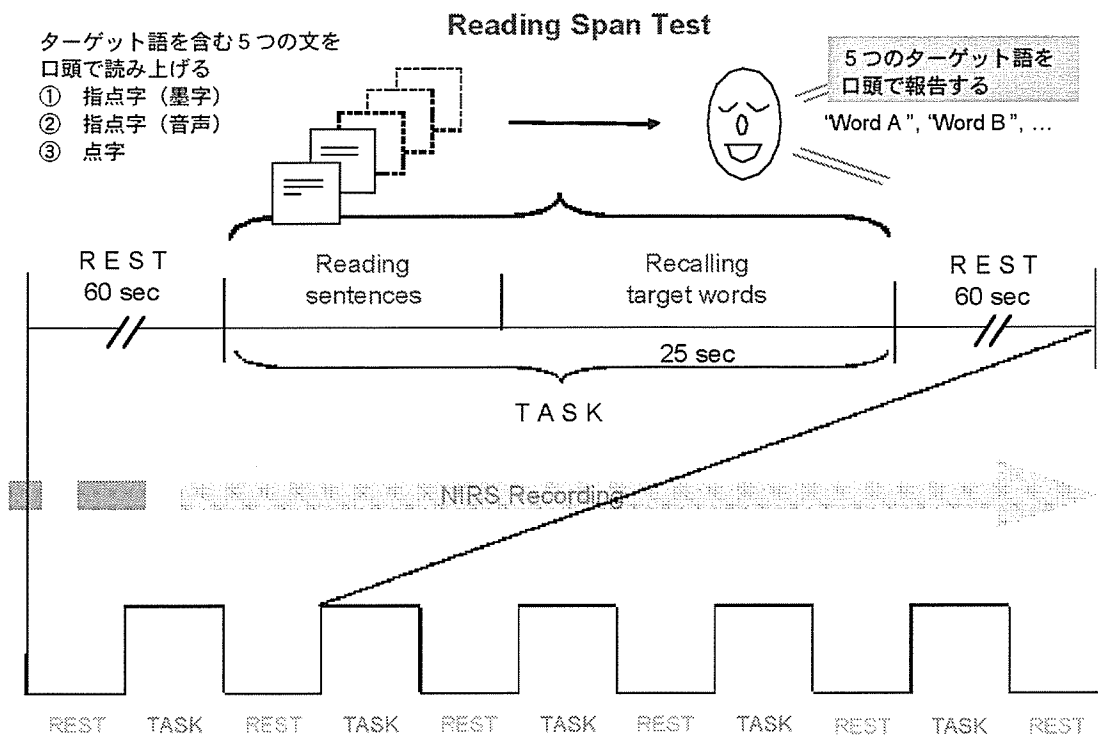 Reading Span Test
ターゲット語を含む5つの文を
口頭で読み上げる
① 指点字（墨字）
② 指点字（音声）
③ 点字
5つのターゲット語を
口頭で報告する
"Word A", "Word B", ...
REST
60 sec
Reading
sentences
Recalling
target words
REST
60 sec
25 sec
TASK
NIRS Recording
REST TASK REST TASK REST TASK REST TASK REST TASK REST